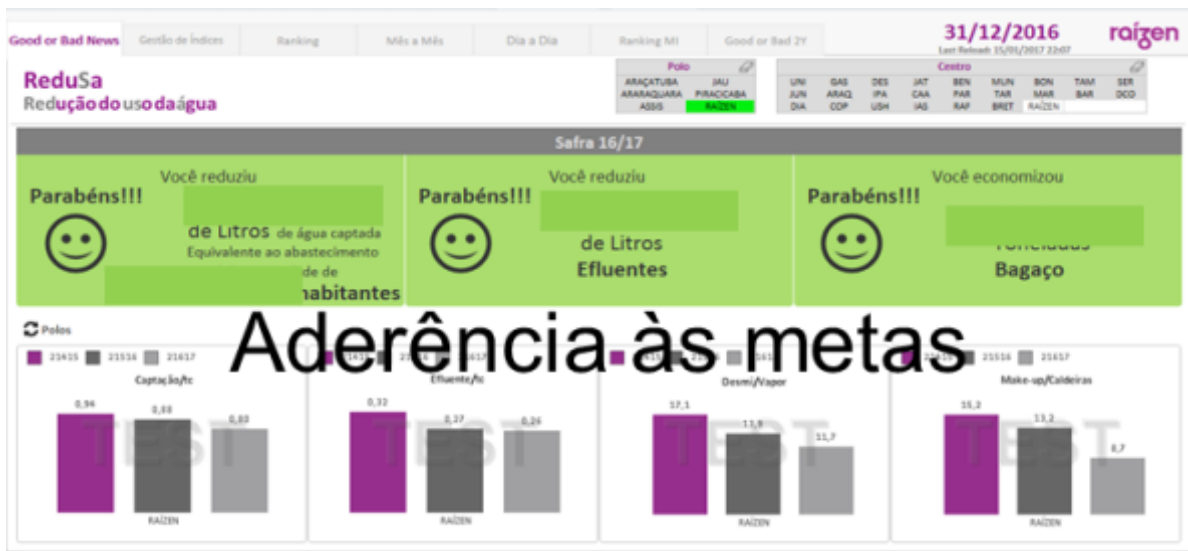 Good or Bad News Gestão de Índices Ranking Mês a Mês Dia a Dia Ranking MI Good or Bad 2Y
31/12/2016
Last Reload: 15/01/2017 22:07
raízen
ReduSa
Redução do uso da água
Polo
ARAÇATUBA JAU
ARARAQUARA PIRACICABA
ASSIS RAÍZEN
Centro
UNI GAS DES JAT BEN MUN BON TAM SER
JUN ARAQ IPA CAA PAR TAR MAR BAR DCO
DIA COP USH IAS RAF BRET RAÍZEN
Safra 16/17
Parabéns!!!
Você reduziu
de Litros de água captada
Equivalente ao abastecimento
de de
habitantes
Parabéns!!!
Você reduziu
de Litros
Efluentes
Parabéns!!!
Você economizou
Toneladas
Bagaço
Polos
Aderência às metas
21415 21516 21617
Captação/tc
0,94 0,88 0,80
TEST
RAÍZEN
Efluente/tc
0,32 0,27 0,26
TEST
RAÍZEN
Desmi/Vapor
17,1 13,9 11,7
TEST
RAÍZEN
21516 21617
Make-up/Caldeiras
15,2 13,2 8,7
TEST
RAÍZEN